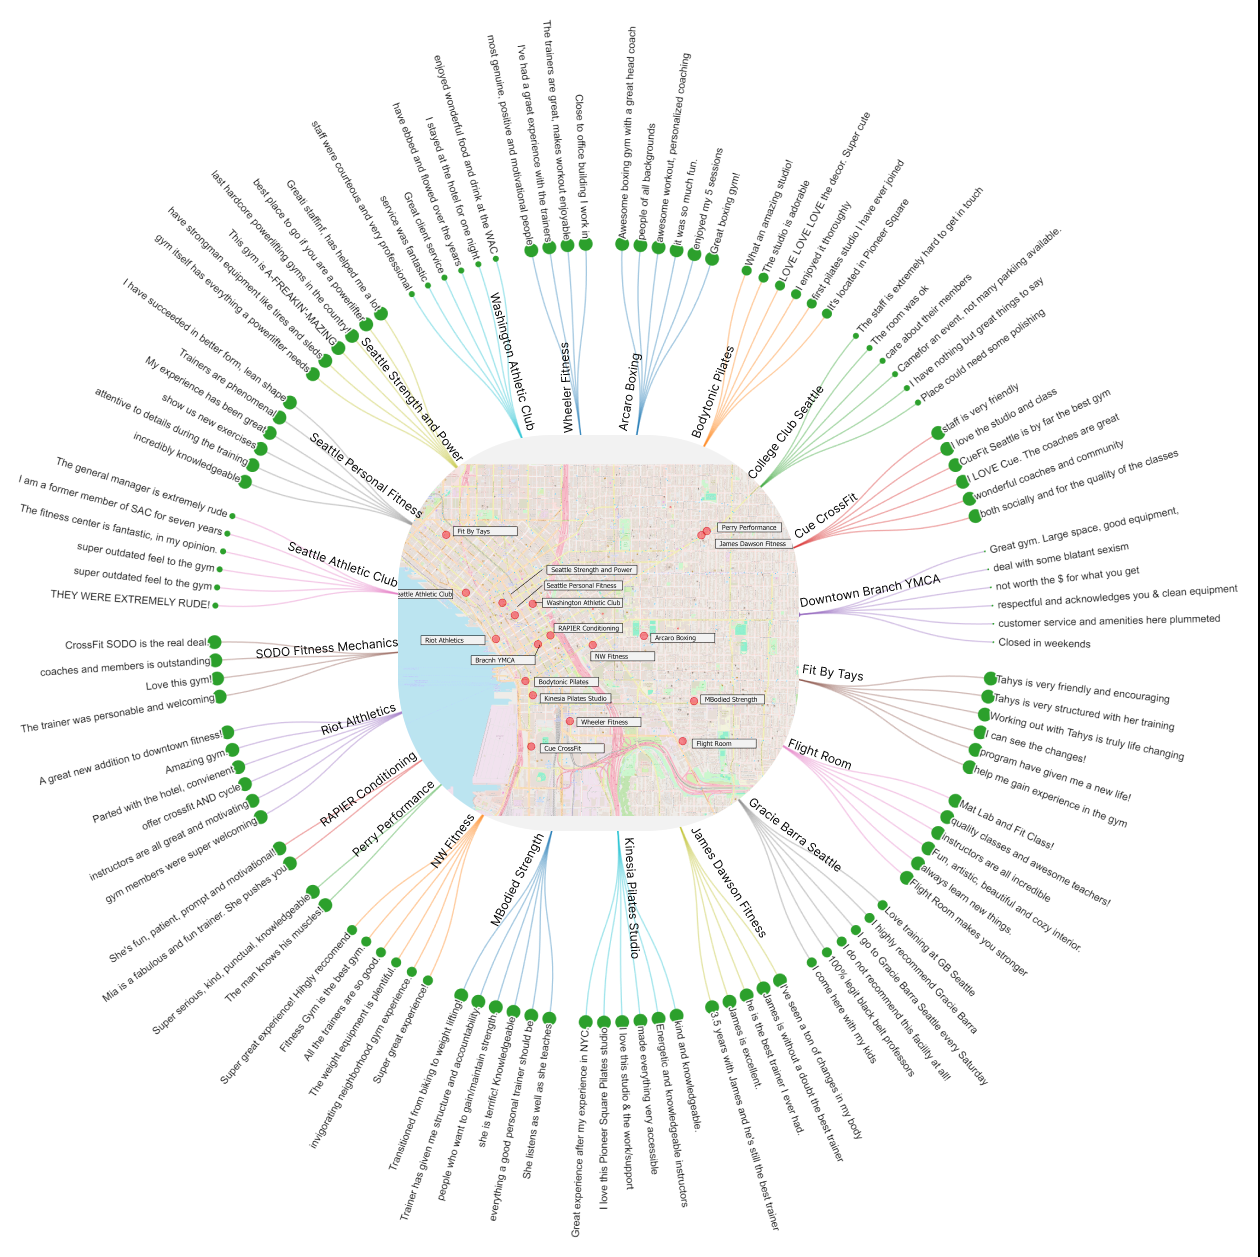 Wheeler Fitness
The trainers are great, makes workout enjoyable
Close to office building I work in
I've had a graet experience with the trainers
most genuine, positive and motivational people
Arcaro Boxing
Awesome boxing gym with a great head coach
people of all backgrounds
awesome workout, personalized coaching
it was so much fun.
enjoyed my 5 sessions
Great boxing gym!
Bodytonic Pilates
What an amazing studio!
The studio is adorable
LOVE LOVE LOVE the decor. Super cute
I enjoyed it thoroughly
first pilates studio I have ever joined
It's located in Pioneer Square
College Club Seattle
The staff is extremely hard to get in touch
The room was ok
care about their members
Camefor an event, not many parking available.
I have nothing but great things to say
Place could need some polishing
Cue CrossFit
staff is very friendly
I love the studio and class
CueFit Seattle is by far the best gym
I LOVE Cue. The coaches are great
wonderful coaches and community
both socially and for the quality of the classes
Downtown Branch YMCA
Great gym. Large space, good equipment,
deal with some blatant sexism
not worth the $ for what you get
respectful and acknowledges you & clean equipment
customer service and amenities here plummeted
Closed in weekends
Fit By Tays
Tahys is very friendly and encouraging
Tahys is very structured with her training
Working out with Tahys is truly life changing
I can see the changes!
program have given me a new life!
help me gain experience in the gym
Flight Room
Mat Lab and Fit Class!
quality classes and awesome teachers!
Instructors are all incredible
Fun, artistic, beautiful and cozy interior.
always learn new things.
Flight Room makes you stronger
Gracie Barra Seattle
Love training at GB Seattle
I highly recommend Gracie Barra
I go to Gracie Barra Seattle every Saturday
I do not recommend this facility at all!
100% legit black belt professors
I come here with my kids
James Dawson Fitness
I've seen a ton of changes in my body
James is without a doubt the best trainer
he is the best trainer I ever had.
James is excellent.
3.5 years with James and he's still the best trainer
Kinesia Pilates Studio
kind and knowledgeable.
Energetic and knowledgeable instructors
made everything very accessible
I love this studio & the work/support
I love this Pioneer Square Pilates studio
Great experience after my experience in NYC
MBodied Strength
She listens as well as she teaches
everything a good personal trainer should be
she is terrific! Knowledgeable
people who want to gain/maintain strength
Trainer has given me structure and accountability
Transitioned from biking to weight lifting!
NW Fitness
Super great experience!
invigorating neighborhood gym experience
The weight equipment is plentiful.
All the trainers are so good
Fitness Gym is the best gym.
Super great experience! Hingly reccomend
Perry Performance
The man knows his muscles!
Super serious, kind, punctual. knowledgeable
RAPIER Conditioning
Mia is a fabulous and fun trainer. She pushes you
She's fun, patient, prompt and motivational!
Riot Althletics
gym members were super welcoming
instructors are all great and motivating
offer crossfit AND cycle
Parted with the hotel, convienent
Amazing gym.
A great new addition to downtown fitness!
SODO Fitness Mechanics
The trainer was personable and welcoming
Love this gym!
coaches and members is outstanding
CrossFit SODO is the real deal.
Seattle Athletic Club
THEY WERE EXTREMELY RUDE!
super outdated feel to the gym
super outdated feel to the gym
The fitness center is fantastic, in my opinion.
I am a former member of SAC for seven years
The general manager is extremely rude
Seattle Personal Fitness
incredibly knowledgeable
attentive to details during the training
show us new exercises
My experience has been great
Trainers are phenomenal
I have succeeded in better form, lean shape
Seattle Strength and Power
gym itself has everything a powerlifter needs
have strongman equipment like tires and sleds
This gym is A-FREAKIN'-MAZING
last hardcore powerlifting gyms in the country!
best place to go if you are a powerlifter
Greatı staffinf, has helped me a lot
Washington Athletic Club
staff were courteous and very professional
service was fantastic
Great client service
have ebbed and flowed over the years
I stayed at the hotel for one night
enjoyed wonderful food and drink at the WAC
Fit By Tays
Perry Performance
James Dawson Fitness
Seattle Strength and Power
Seattle Personal Fitness
eattle Athletic Club
Washington Athletic Club
RAPIER Conditioning
Riot Athletics
Arcaro Boxing
Bracnh YMCA
NW Fitness
Bodytonic Pilates
Kinesia Pilates Studio
MBodied Strength
Wheeler Fitness
Cue CrossFit
Flight Room